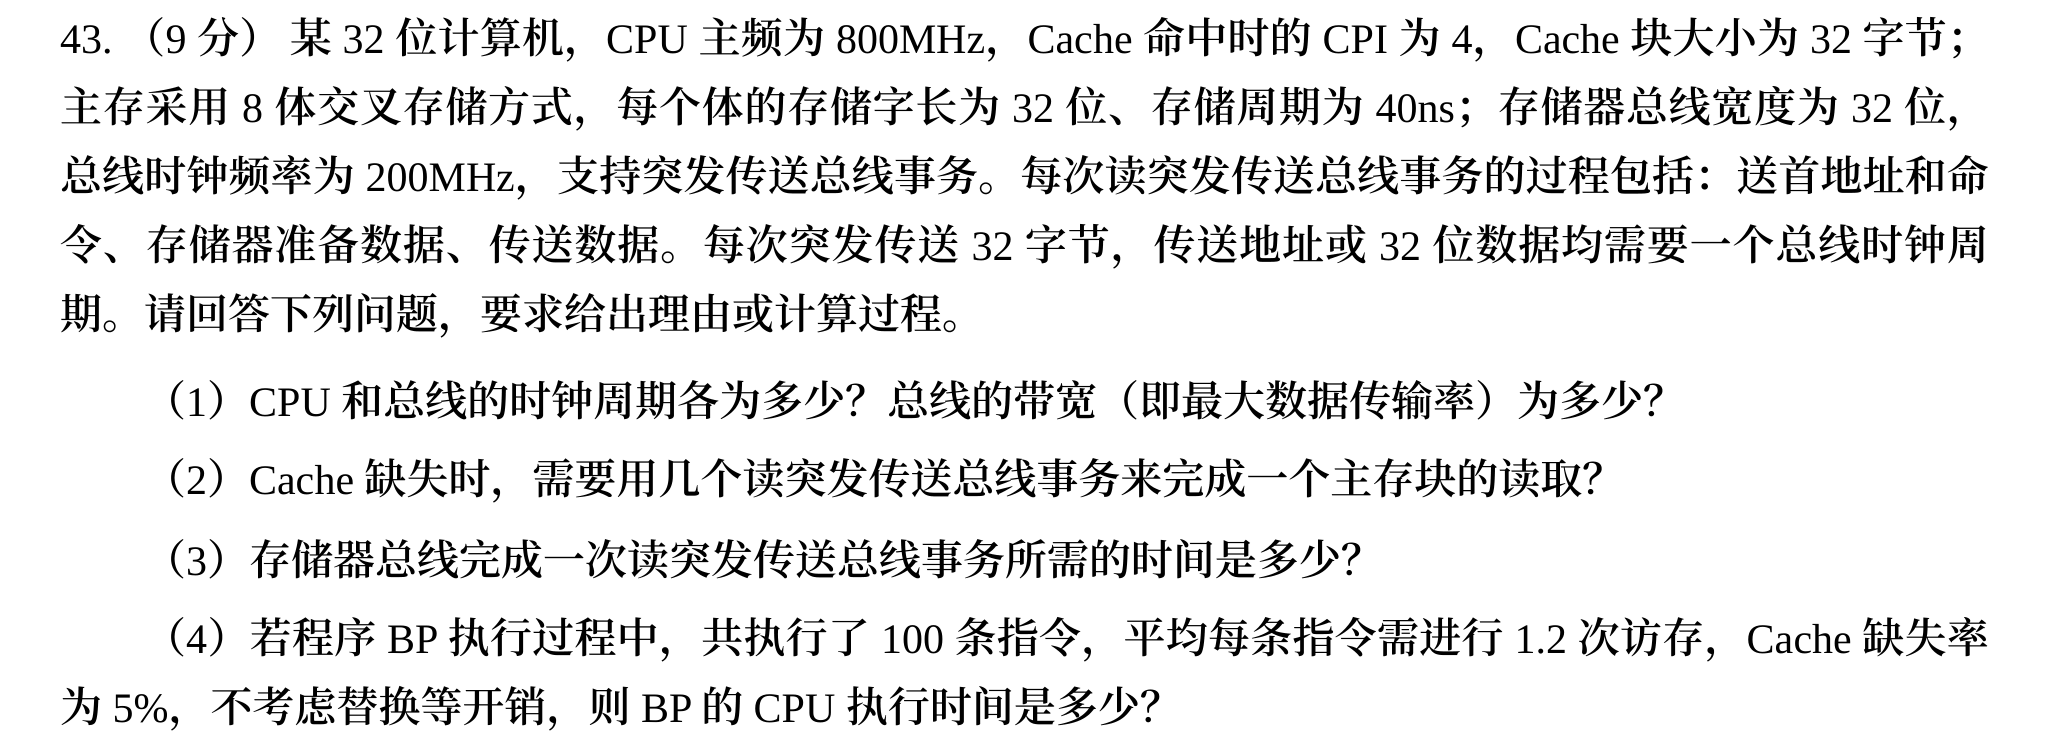 43. （9 分） 某 32 位计算机，CPU 主频为 800MHz，Cache 命中时的 CPI 为 4，Cache 块大小为 32 字节；
主存采用 8 体交叉存储方式，每个体的存储字长为 32 位、存储周期为 40ns；存储器总线宽度为 32 位，
总线时钟频率为 200MHz，支持突发传送总线事务。每次读突发传送总线事务的过程包括：送首地址和命
令、存储器准备数据、传送数据。每次突发传送 32 字节，传送地址或 32 位数据均需要一个总线时钟周
期。请回答下列问题，要求给出理由或计算过程。
（1）CPU 和总线的时钟周期各为多少？总线的带宽（即最大数据传输率）为多少？
（2）Cache 缺失时，需要用几个读突发传送总线事务来完成一个主存块的读取？
（3）存储器总线完成一次读突发传送总线事务所需的时间是多少？
（4）若程序 BP 执行过程中，共执行了 100 条指令，平均每条指令需进行 1.2 次访存，Cache 缺失率
为 5%，不考虑替换等开销，则 BP 的 CPU 执行时间是多少？